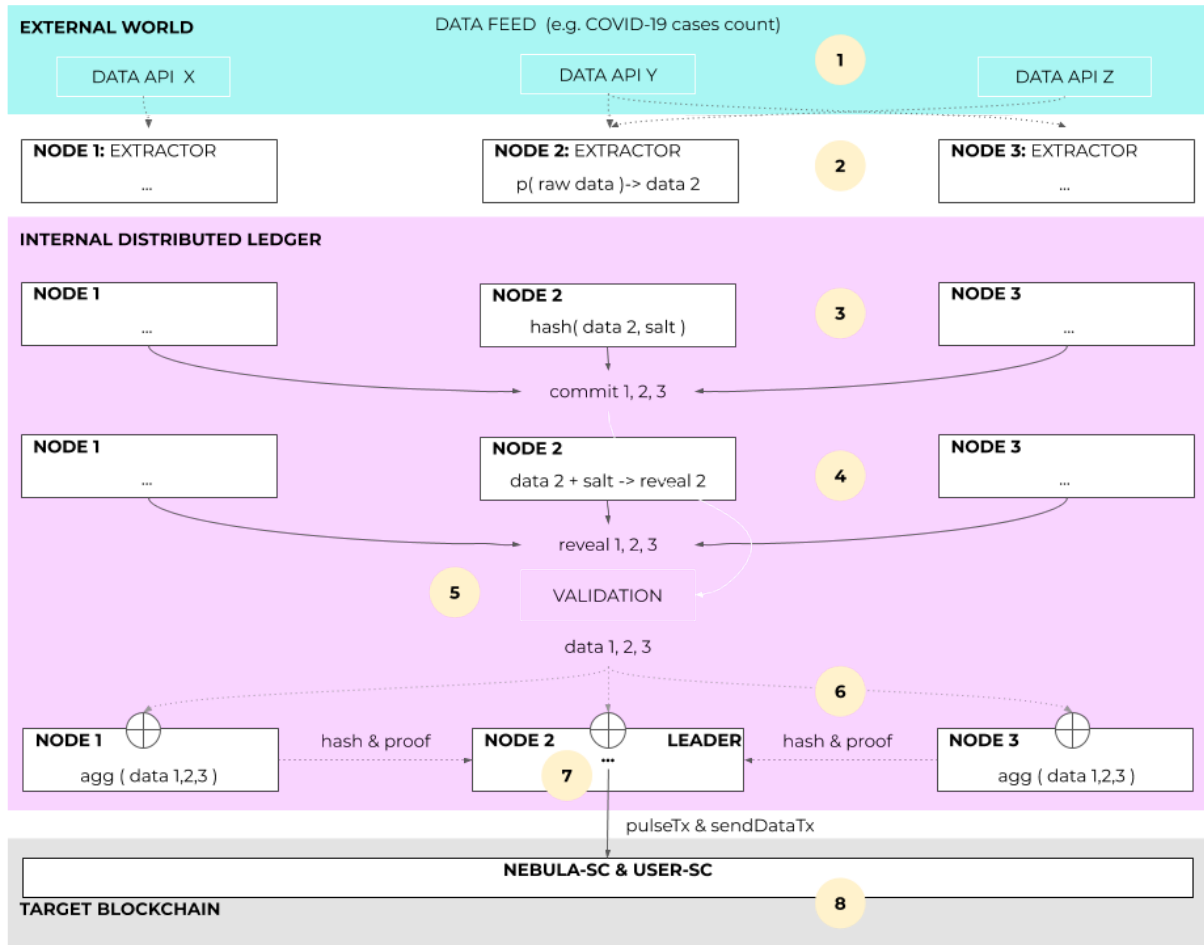 EXTERNAL WORLD
DATA FEED (e.g. COVID-19 cases count)
DATA API X
DATA API Y
1
DATA API Z
NODE 1: EXTRACTOR
...
NODE 2: EXTRACTOR
p( raw data )-> data 2
2
NODE 3: EXTRACTOR
...
INTERNAL DISTRIBUTED LEDGER
NODE 1
...
NODE 2
hash( data 2, salt )
3
NODE 3
...
commit 1, 2, 3
NODE 1
...
NODE 2
data 2 + salt -> reveal 2
4
NODE 3
...
reveal 1, 2, 3
5
VALIDATION
data 1, 2, 3
6
NODE 1
agg ( data 1,2,3 )
hash & proof
NODE 2
LEADER
...
7
hash & proof
NODE 3
agg ( data 1,2,3 )
pulseTx & sendDataTx
NEBULA-SC & USER-SC
8
TARGET BLOCKCHAIN